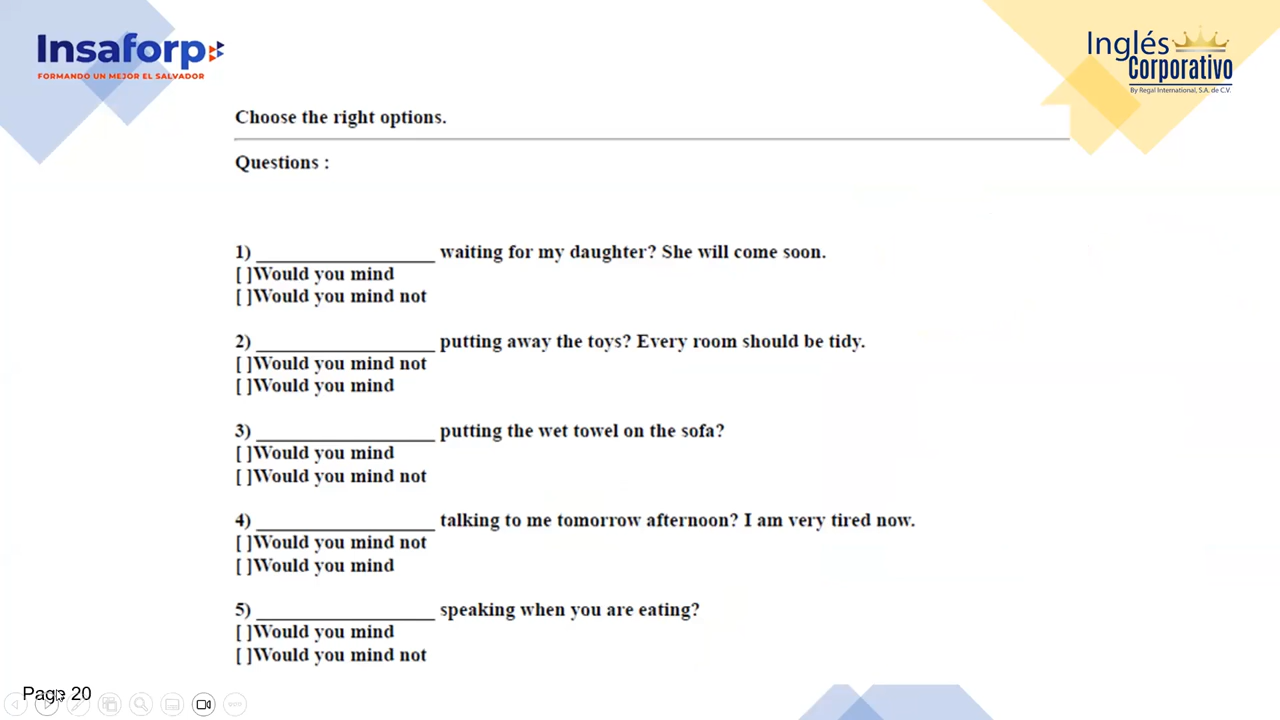 Insaforp
FORMANDO UN MEJOR EL SALVADOR
Inglés
Corporativo
By Regal International, S.A. de C.V.
Choose the right options.
Questions :
1) __________________ waiting for my daughter? She will come soon.
[ ]Would you mind
[ ]Would you mind not
2) __________________ putting away the toys? Every room should be tidy.
[ ]Would you mind not
[ ]Would you mind
3) __________________ putting the wet towel on the sofa?
[ ]Would you mind
[ ]Would you mind not
4) __________________ talking to me tomorrow afternoon? I am very tired now.
[ ]Would you mind not
[ ]Would you mind
5) __________________ speaking when you are eating?
[ ]Would you mind
[ ]Would you mind not
Page 20